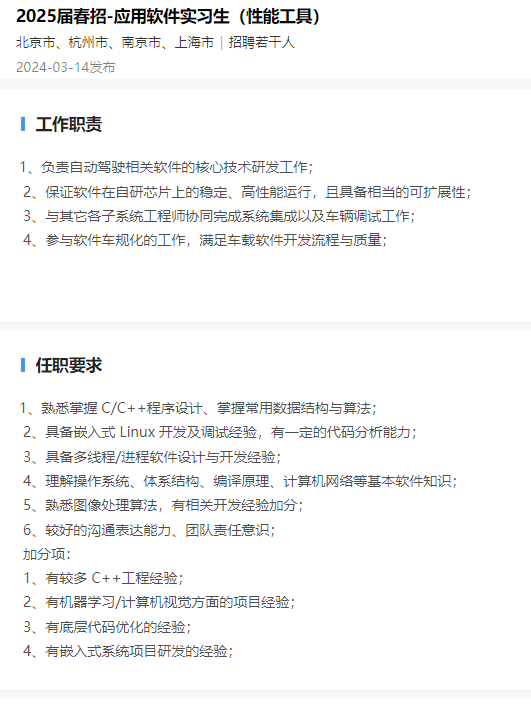 2025届春招-应用软件实习生（性能工具）
北京市、杭州市、南京市、上海市 | 招聘若干人
2024-03-14发布
工作职责
1、负责自动驾驶相关软件的核心技术研发工作；
2、保证软件在自研芯片上的稳定、高性能运行，且具备相当的可扩展性；
3、与其它各子系统工程师协同完成系统集成以及车辆调试工作；
4、参与软件车规化的工作，满足车载软件开发流程与质量；
任职要求
1、熟悉掌握 C/C++程序设计、掌握常用数据结构与算法；
2、具备嵌入式 Linux 开发及调试经验，有一定的代码分析能力；
3、具备多线程/进程软件设计与开发经验；
4、理解操作系统、体系结构、编译原理、计算机网络等基本软件知识；
5、熟悉图像处理算法，有相关开发经验加分；
6、较好的沟通表达能力、团队责任意识；
加分项：
1、有较多 C++工程经验；
2、有机器学习/计算机视觉方面的项目经验；
3、有底层代码优化的经验；
4、有嵌入式系统项目研发的经验；